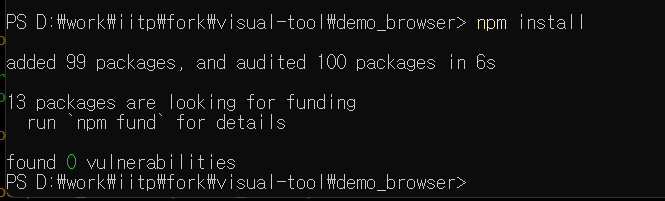 PS D:₩work₩iitp₩fork₩visual-tool₩demo_browser> npm install
added 99 packages, and audited 100 packages in 6s
13 packages are looking for funding
run `npm fund` for details
found 0 vulnerabilities
PS D:₩work₩iitp₩fork₩visual-tool₩demo_browser>